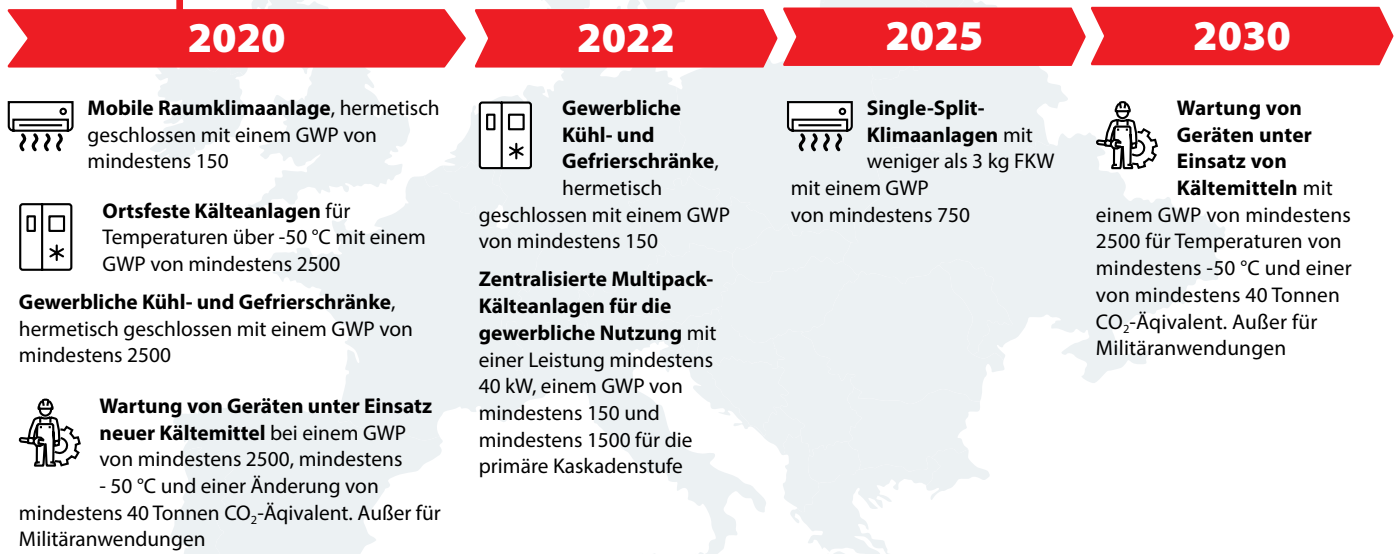 2020
Mobile Raumklimaanlage, hermetisch
geschlossen mit einem GWP von
mindestens 150
Ortsfeste Kälteanlagen für
Temperaturen über -50 °C mit einem
GWP von mindestens 2500
Gewerbliche Kühl- und Gefrierschränke,
hermetisch geschlossen mit einem GWP von
mindestens 2500
Wartung von Geräten unter Einsatz
neuer Kältemittel bei einem GWP
von mindestens 2500, mindestens
- 50 °C und einer Änderung von
mindestens 40 Tonnen CO₂-Äqivalent. Außer für
Militäranwendungen
2022
Gewerbliche
Kühl- und
Gefrierschränke,
hermetisch
geschlossen mit einem GWP
von mindestens 150
Zentralisierte Multipack-
Kälteanlagen für die
gewerbliche Nutzung mit
einer Leistung mindestens
40 kW, einem GWP von
mindestens 150 und
mindestens 1500 für die
primäre Kaskadenstufe
2025
Single-Split-
Klimaanlagen mit
weniger als 3 kg FKW
mit einem GWP
von mindestens 750
2030
Wartung von
Geräten unter
Einsatz von
Kältemitteln mit
einem GWP von mindestens
2500 für Temperaturen von
mindestens -50 °C und einer
von mindestens 40 Tonnen
CO₂-Äqivalent. Außer für
Militäranwendungen